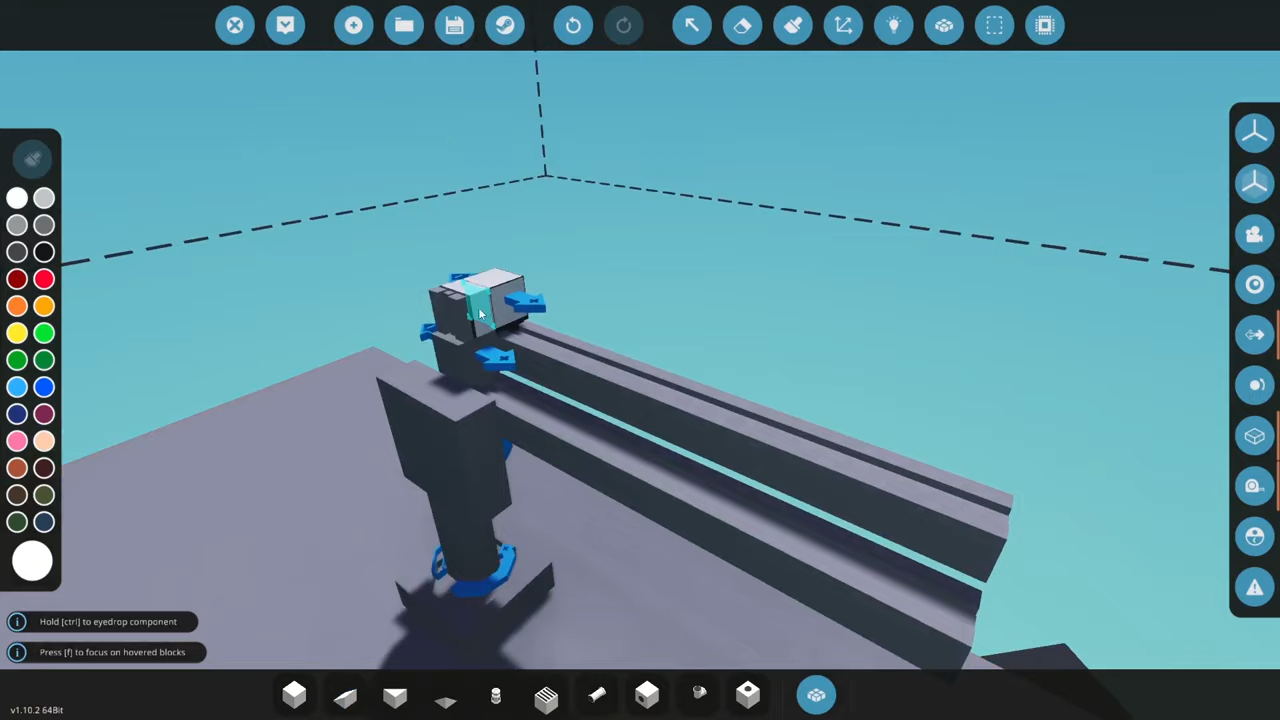 Hold [ctrl] to eyedrop component
Press [f] to focus on hovered blocks
v1.10.2 64Bit